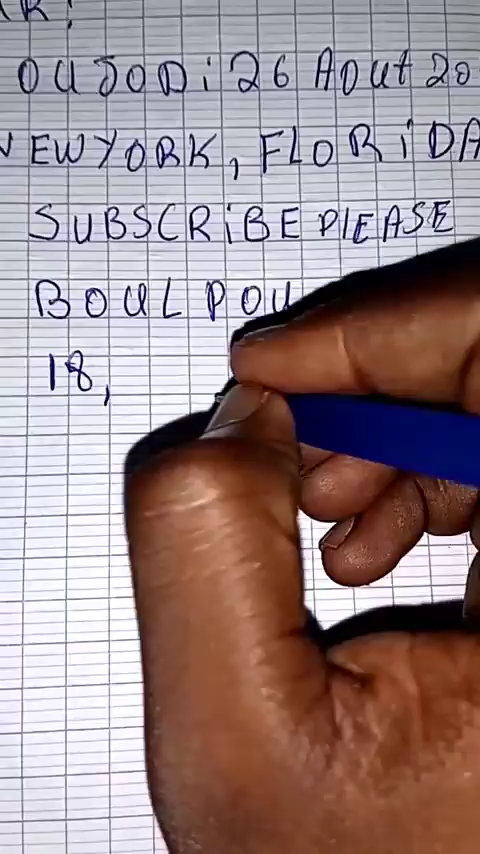 OUJODi 26 AOUt 20
NEWYORK, FLORiDA
SUBSCRiBE PlEASE
BOUL POU
18,